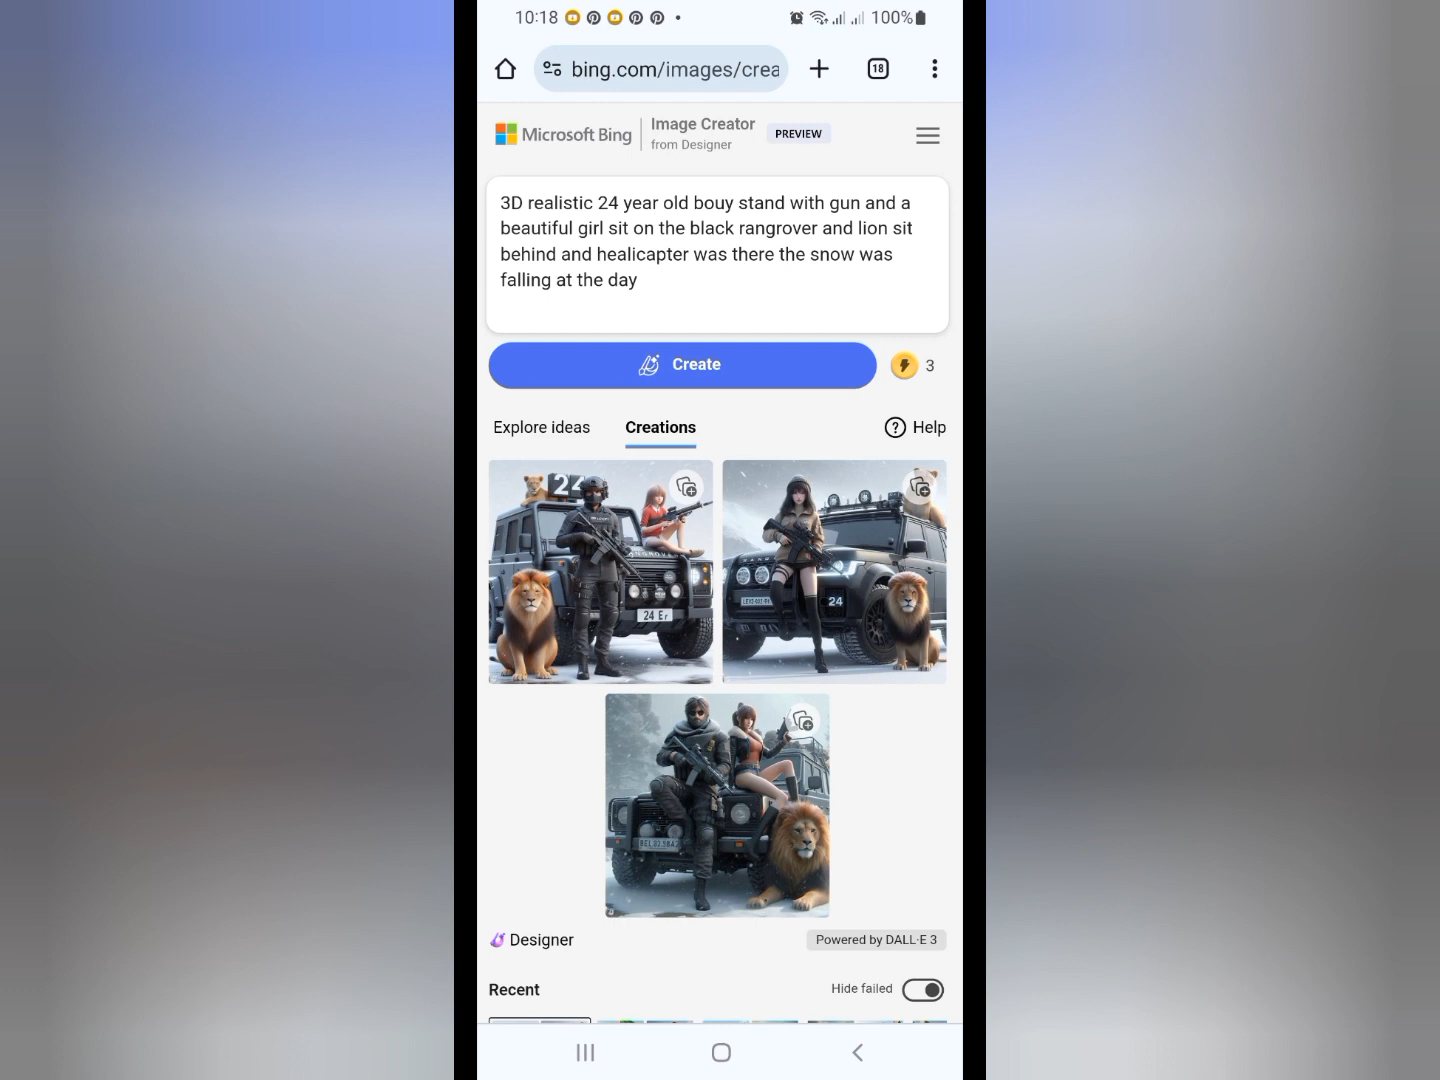 10:18
100%
bing.com/images/crea
18
Microsoft Bing
Image Creator
from Designer
PREVIEW
3D realistic 24 year old bouy stand with gun and a
beautiful girl sit on the black rangrover and lion sit
behind and healicapter was there the snow was
falling at the day
Create
3
Explore ideas
Creations
Help
24
24 Er
24
Designer
Powered by DALL·E 3
Recent
Hide failed